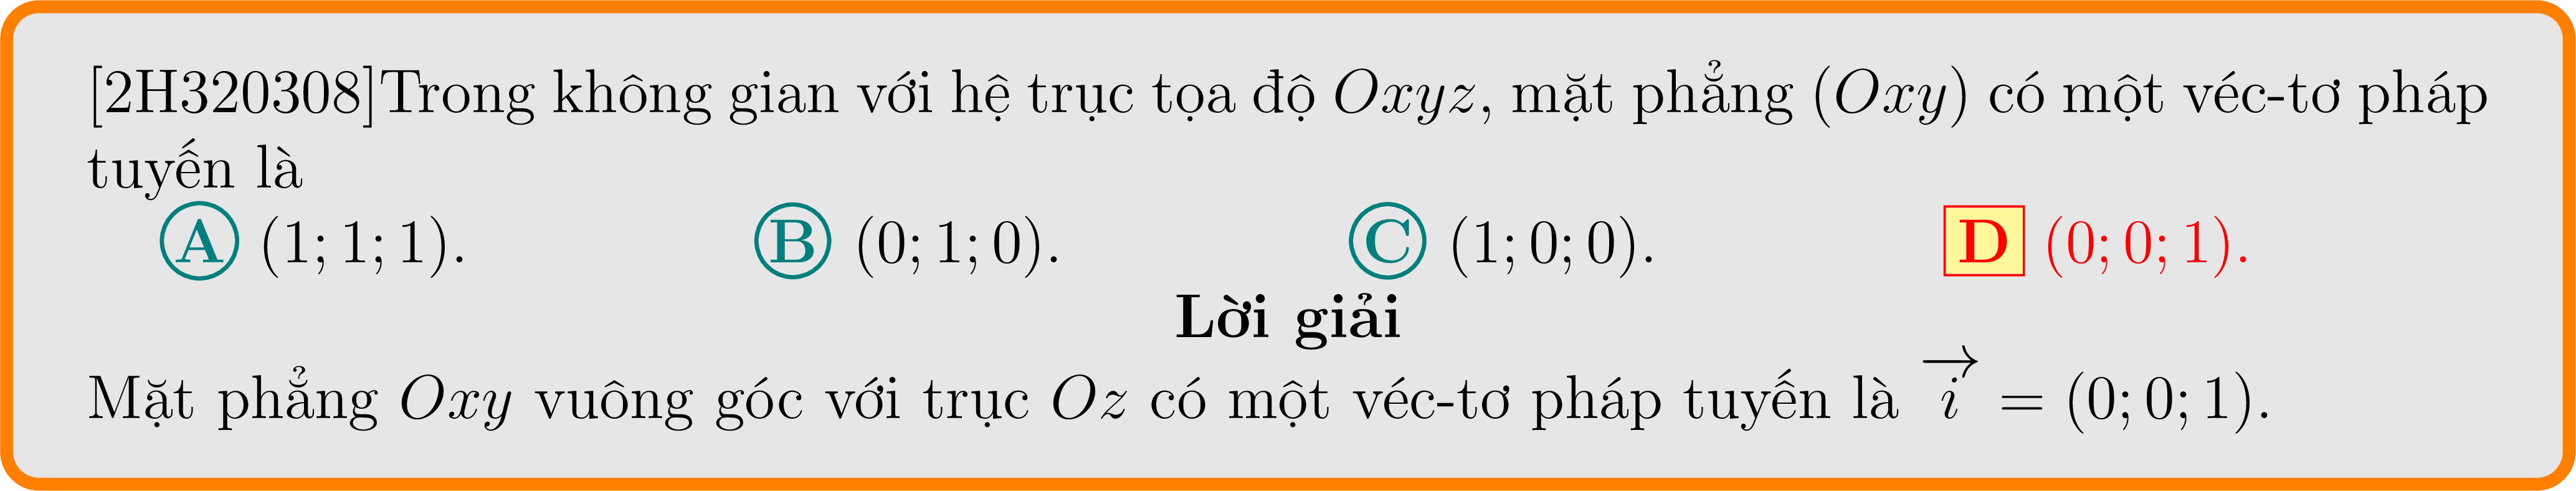 [2H320308]Trong không gian với hệ trục tọa độ Oxyz, mặt phẳng (Oxy) có một véc-tơ pháp
tuyến là
A (1; 1; 1). B (0; 1; 0). C (1; 0; 0). D (0; 0; 1).
Lời giải
Mặt phẳng Oxy vuông góc với trục Oz có một véc-tơ pháp tuyến là $\overrightarrow{i}$ = (0; 0; 1).